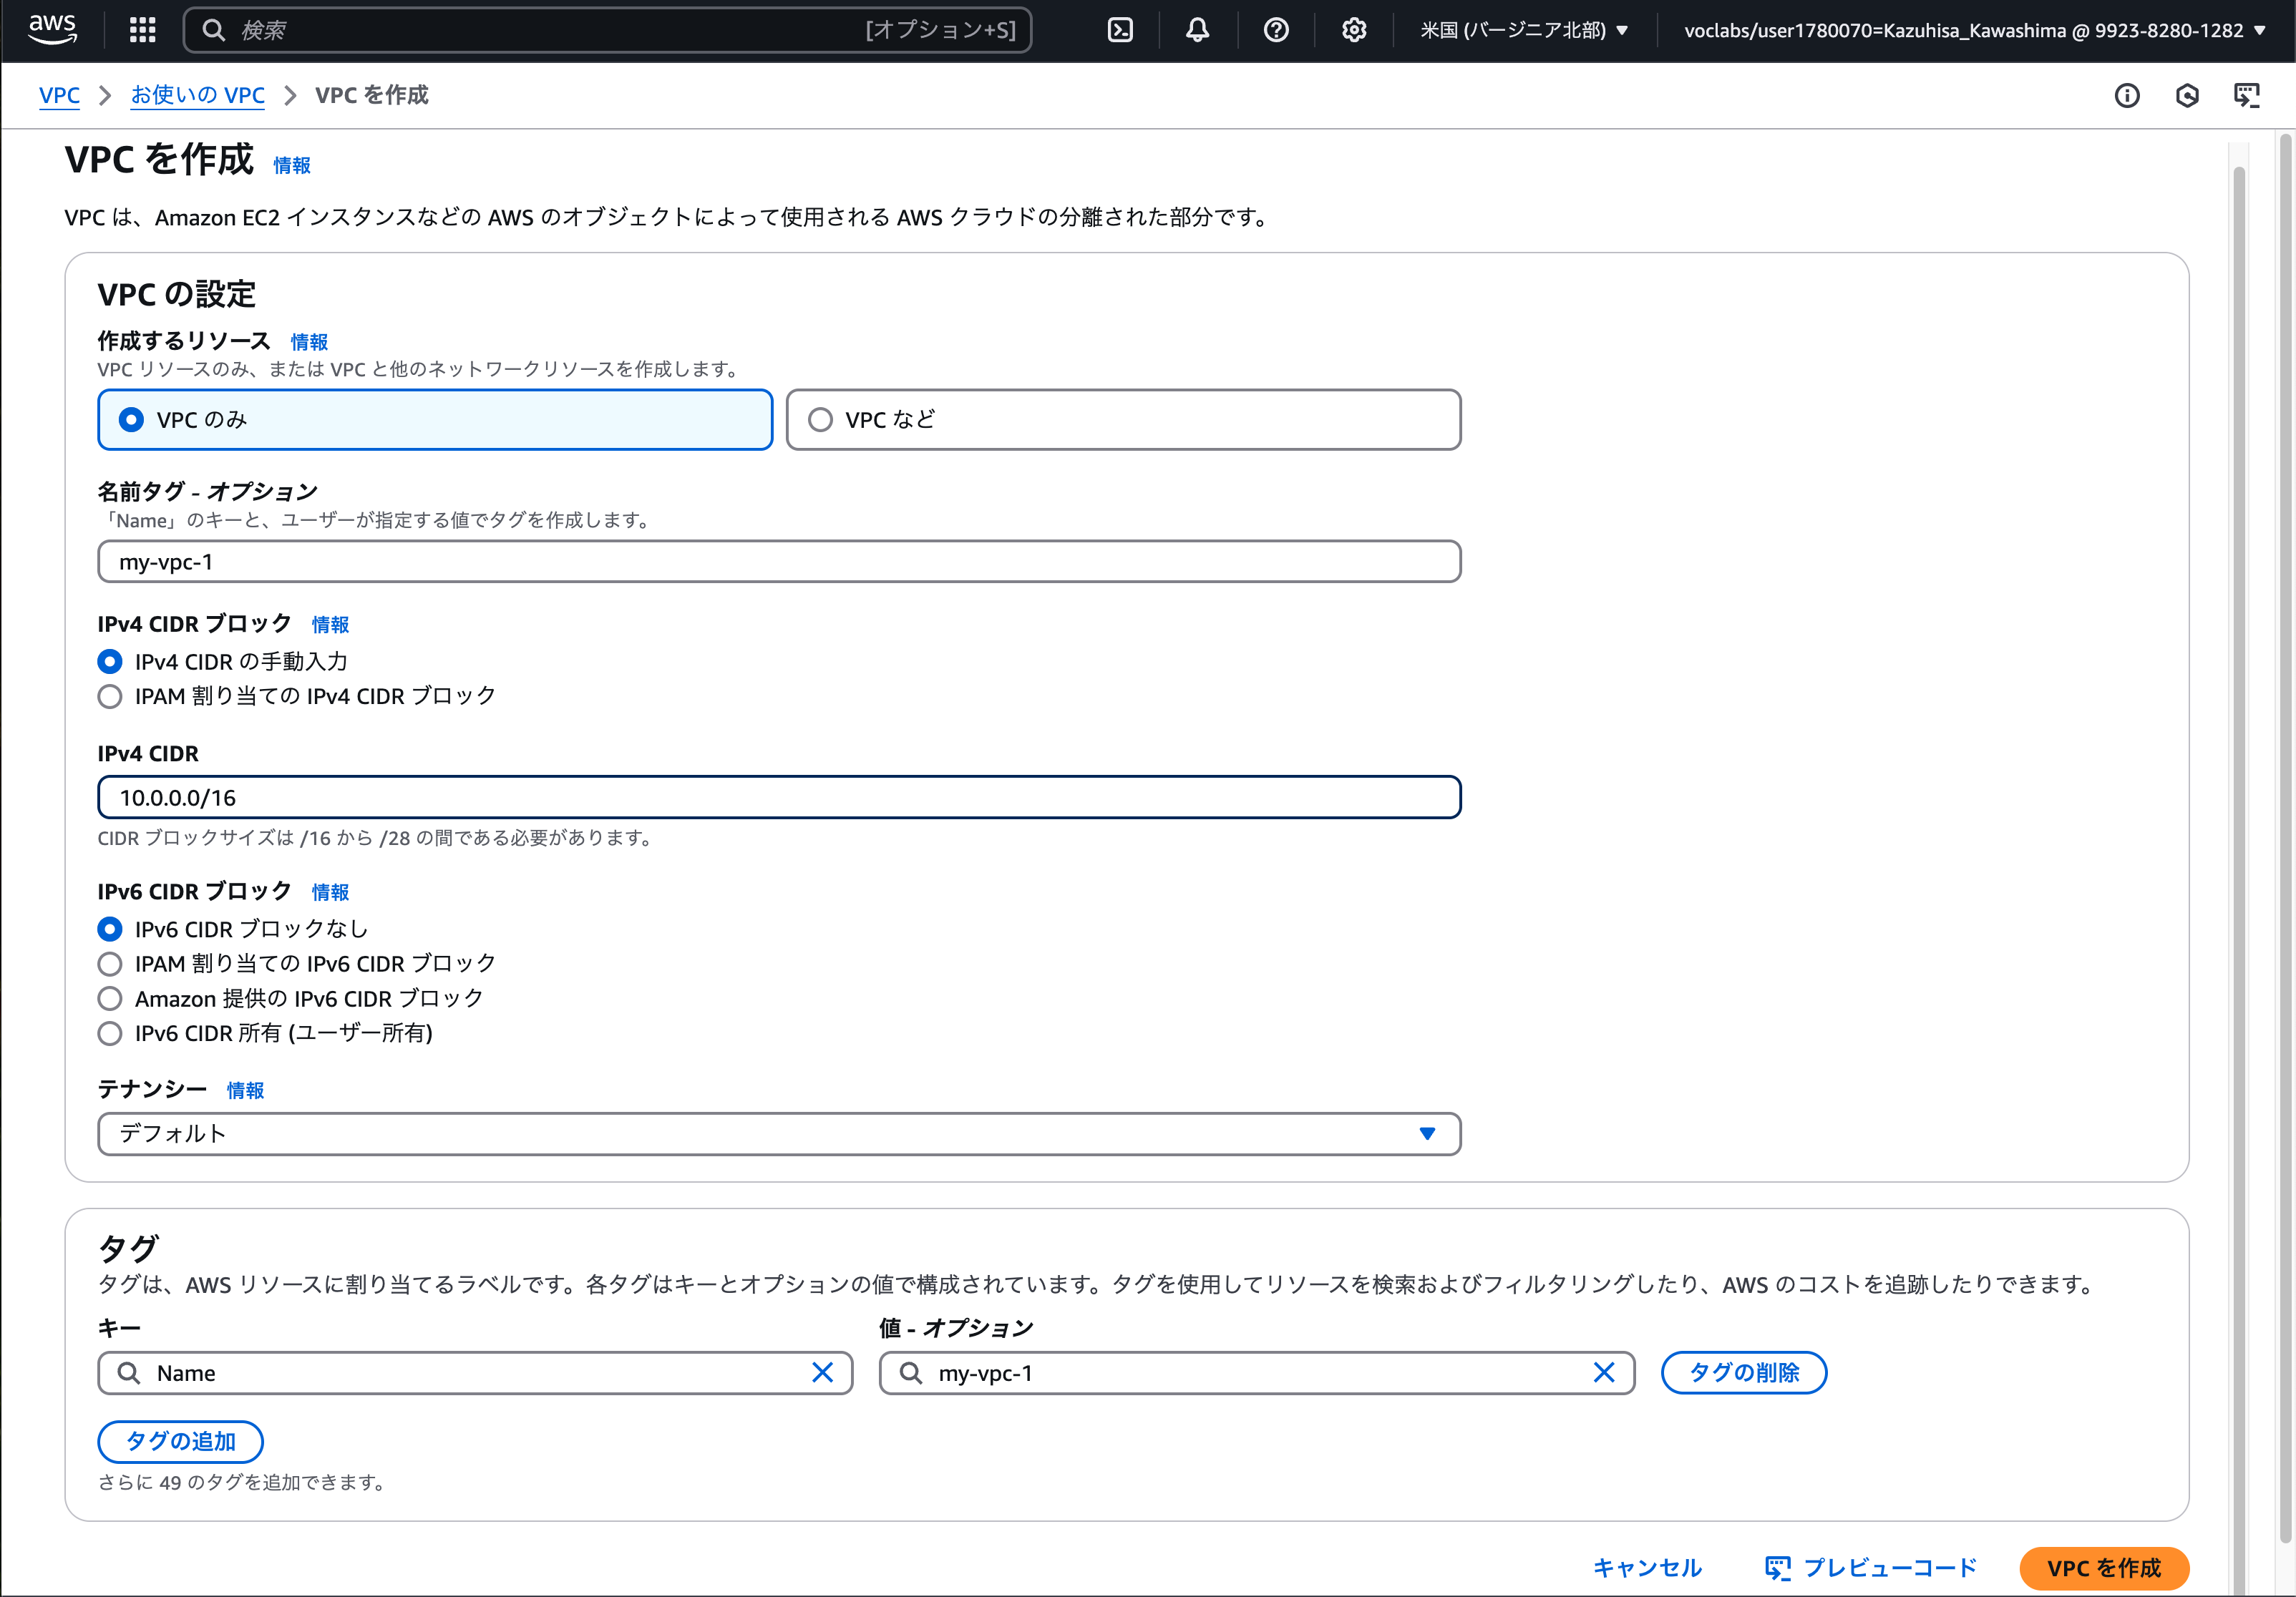 aws
検索 [オプション+S] 米国 (バージニア北部) voclabs/user1780070=Kazuhisa_Kawashima @ 9923-8280-1282
VPC お使いの VPC VPC を作成
VPC を作成 情報
VPC は、Amazon EC2 インスタンスなどの AWS のオブジェクトによって使用される AWS クラウドの分離された部分です。
VPC の設定
作成するリソース 情報
VPC リソースのみ、または VPC と他のネットワークリソースを作成します。
VPC のみ VPC など
名前タグ - オプション
「Name」のキーと、ユーザーが指定する値でタグを作成します。
my-vpc-1
IPv4 CIDR ブロック 情報
IPv4 CIDR の手動入力
IPAM 割り当ての IPv4 CIDR ブロック
IPv4 CIDR
10.0.0.0/16
CIDR ブロックサイズは /16 から /28 の間である必要があります。
IPv6 CIDR ブロック 情報
IPv6 CIDR ブロックなし
IPAM 割り当ての IPv6 CIDR ブロック
Amazon 提供の IPv6 CIDR ブロック
IPv6 CIDR 所有 (ユーザー所有)
テナンシー 情報
デフォルト
タグ
タグは、AWS リソースに割り当てるラベルです。各タグはキーとオプションの値で構成されています。タグを使用してリソースを検索およびフィルタリングしたり、AWS のコストを追跡したりできます。
キー 値 - オプション
Name my-vpc-1 タグの削除
タグの追加
さらに 49 のタグを追加できます。
キャンセル プレビューコード VPC を作成